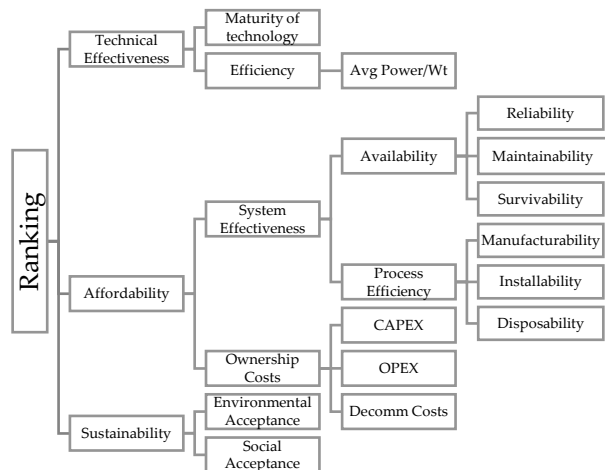 Ranking
Technical
Effectiveness
Maturity of
technology
Efficiency
Avg Power/Wt
Affordability
System
Effectiveness
Availability
Reliability
Maintainability
Survivability
Process
Efficiency
Manufacturability
Installability
Disposability
Ownership
Costs
CAPEX
OPEX
Decomm Costs
Sustainability
Environmental
Acceptance
Social
Acceptance